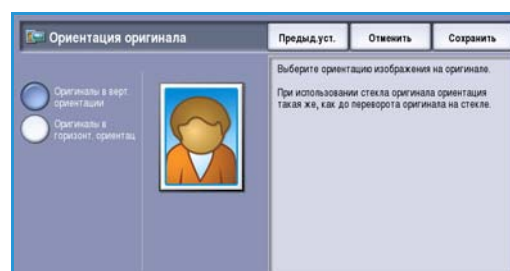 Ориентация оригинала
Предыд.уст.
Отменить
Сохранить
Оригиналы в верт.
ориентации
Оригиналы в
горизонт. ориентац
Выберите ориентацию изображения на оригинале.
При использовании стекла оригинала ориентация
такая же, как до переворота оригинала на стекле.